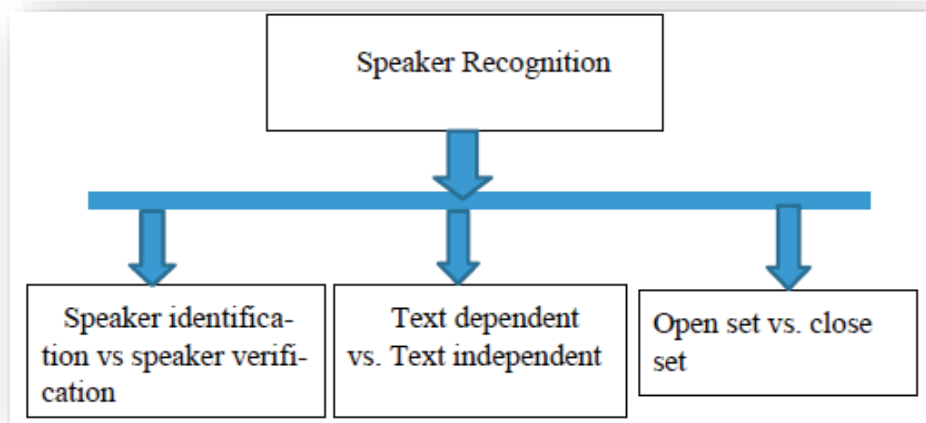 Speaker Recognition
Speaker identifica-
tion vs speaker verifi-
cation
Text dependent
vs. Text independent
Open set vs. close
set